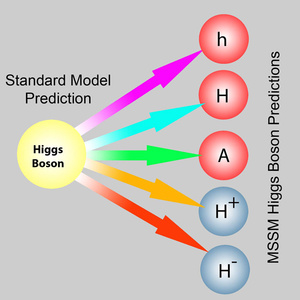 Standard Model
Prediction
Higgs
Boson
h
H
A
H+
H-
MSSM Higgs Boson Predictions